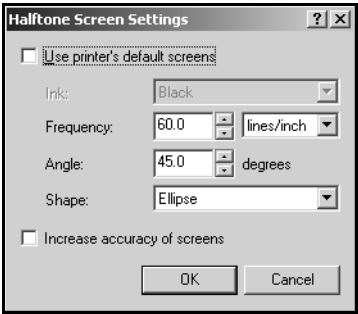 Halftone Screen Settings
Use printer's default screens
Ink: Black
Frequency: 60.0 lines/inch
Angle: 45.0 degrees
Shape: Ellipse
Increase accuracy of screens
OK Cancel